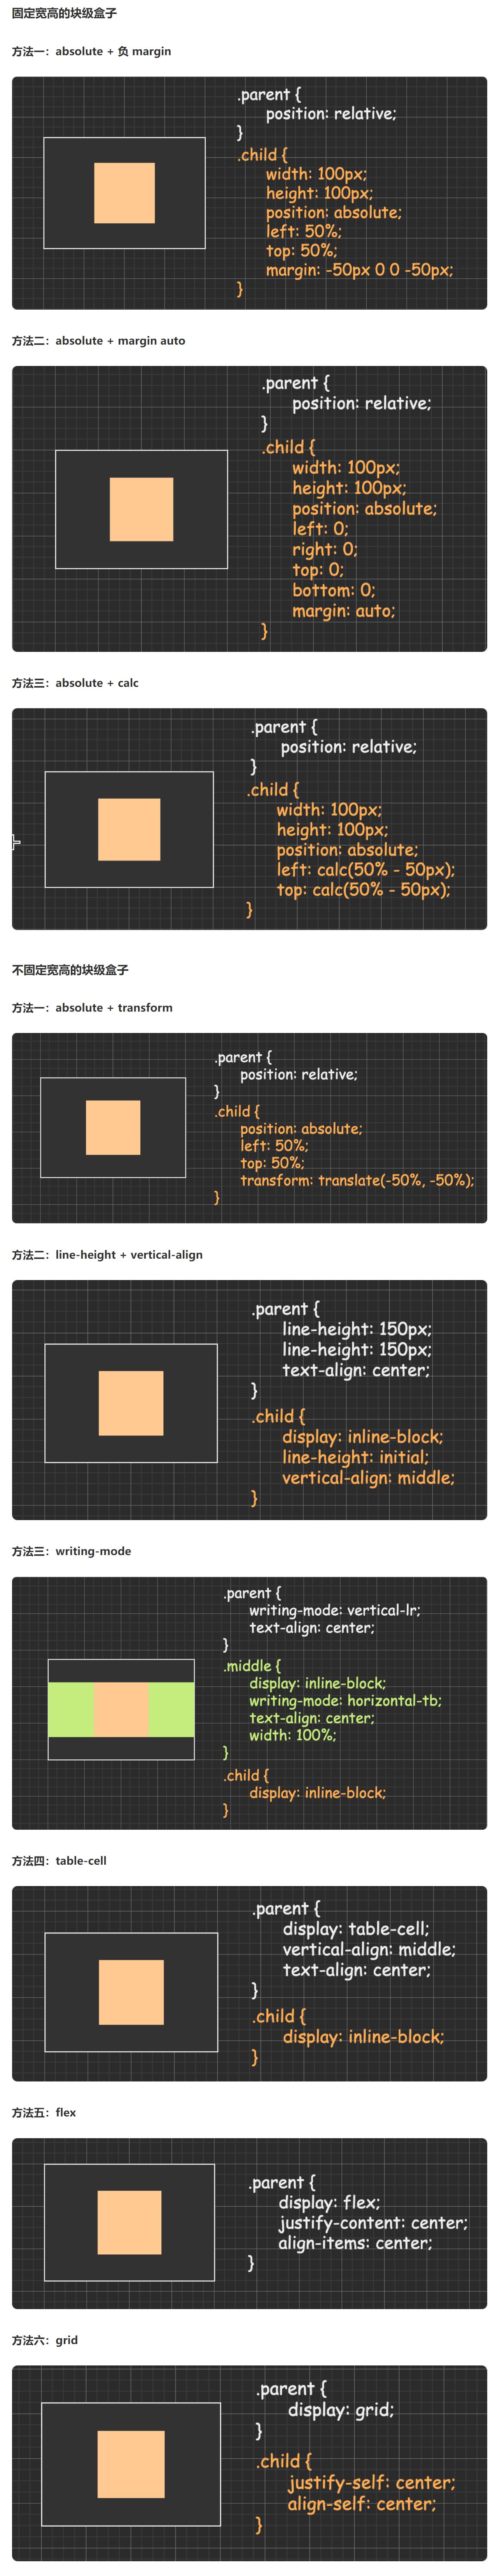 固定宽高的块级盒子
方法一：absolute + 负 margin
.parent {
position: relative;
}
.child {
width: 100px;
height: 100px;
position: absolute;
left: 50%;
top: 50%;
margin: -50px 0 0 -50px;
}
方法二：absolute + margin auto
.parent {
position: relative;
}
.child {
width: 100px;
height: 100px;
position: absolute;
left: 0;
right: 0;
top: 0;
bottom: 0;
margin: auto;
}
方法三：absolute + calc
.parent {
position: relative;
}
.child {
width: 100px;
height: 100px;
position: absolute;
left: calc(50% - 50px);
top: calc(50% - 50px);
}
不固定宽高的块级盒子
方法一：absolute + transform
.parent {
position: relative;
}
.child {
position: absolute;
left: 50%;
top: 50%;
transform: translate(-50%, -50%);
}
方法二：line-height + vertical-align
.parent {
line-height: 150px;
line-height: 150px;
text-align: center;
}
.child {
display: inline-block;
line-height: initial;
vertical-align: middle;
}
方法三：writing-mode
.parent {
writing-mode: vertical-lr;
text-align: center;
}
.middle {
display: inline-block;
writing-mode: horizontal-tb;
text-align: center;
width: 100%;
}
.child {
display: inline-block;
}
方法四：table-cell
.parent {
display: table-cell;
vertical-align: middle;
text-align: center;
}
.child {
display: inline-block;
}
方法五：flex
.parent {
display: flex;
justify-content: center;
align-items: center;
}
方法六：grid
.parent {
display: grid;
}
.child {
justify-self: center;
align-self: center;
}